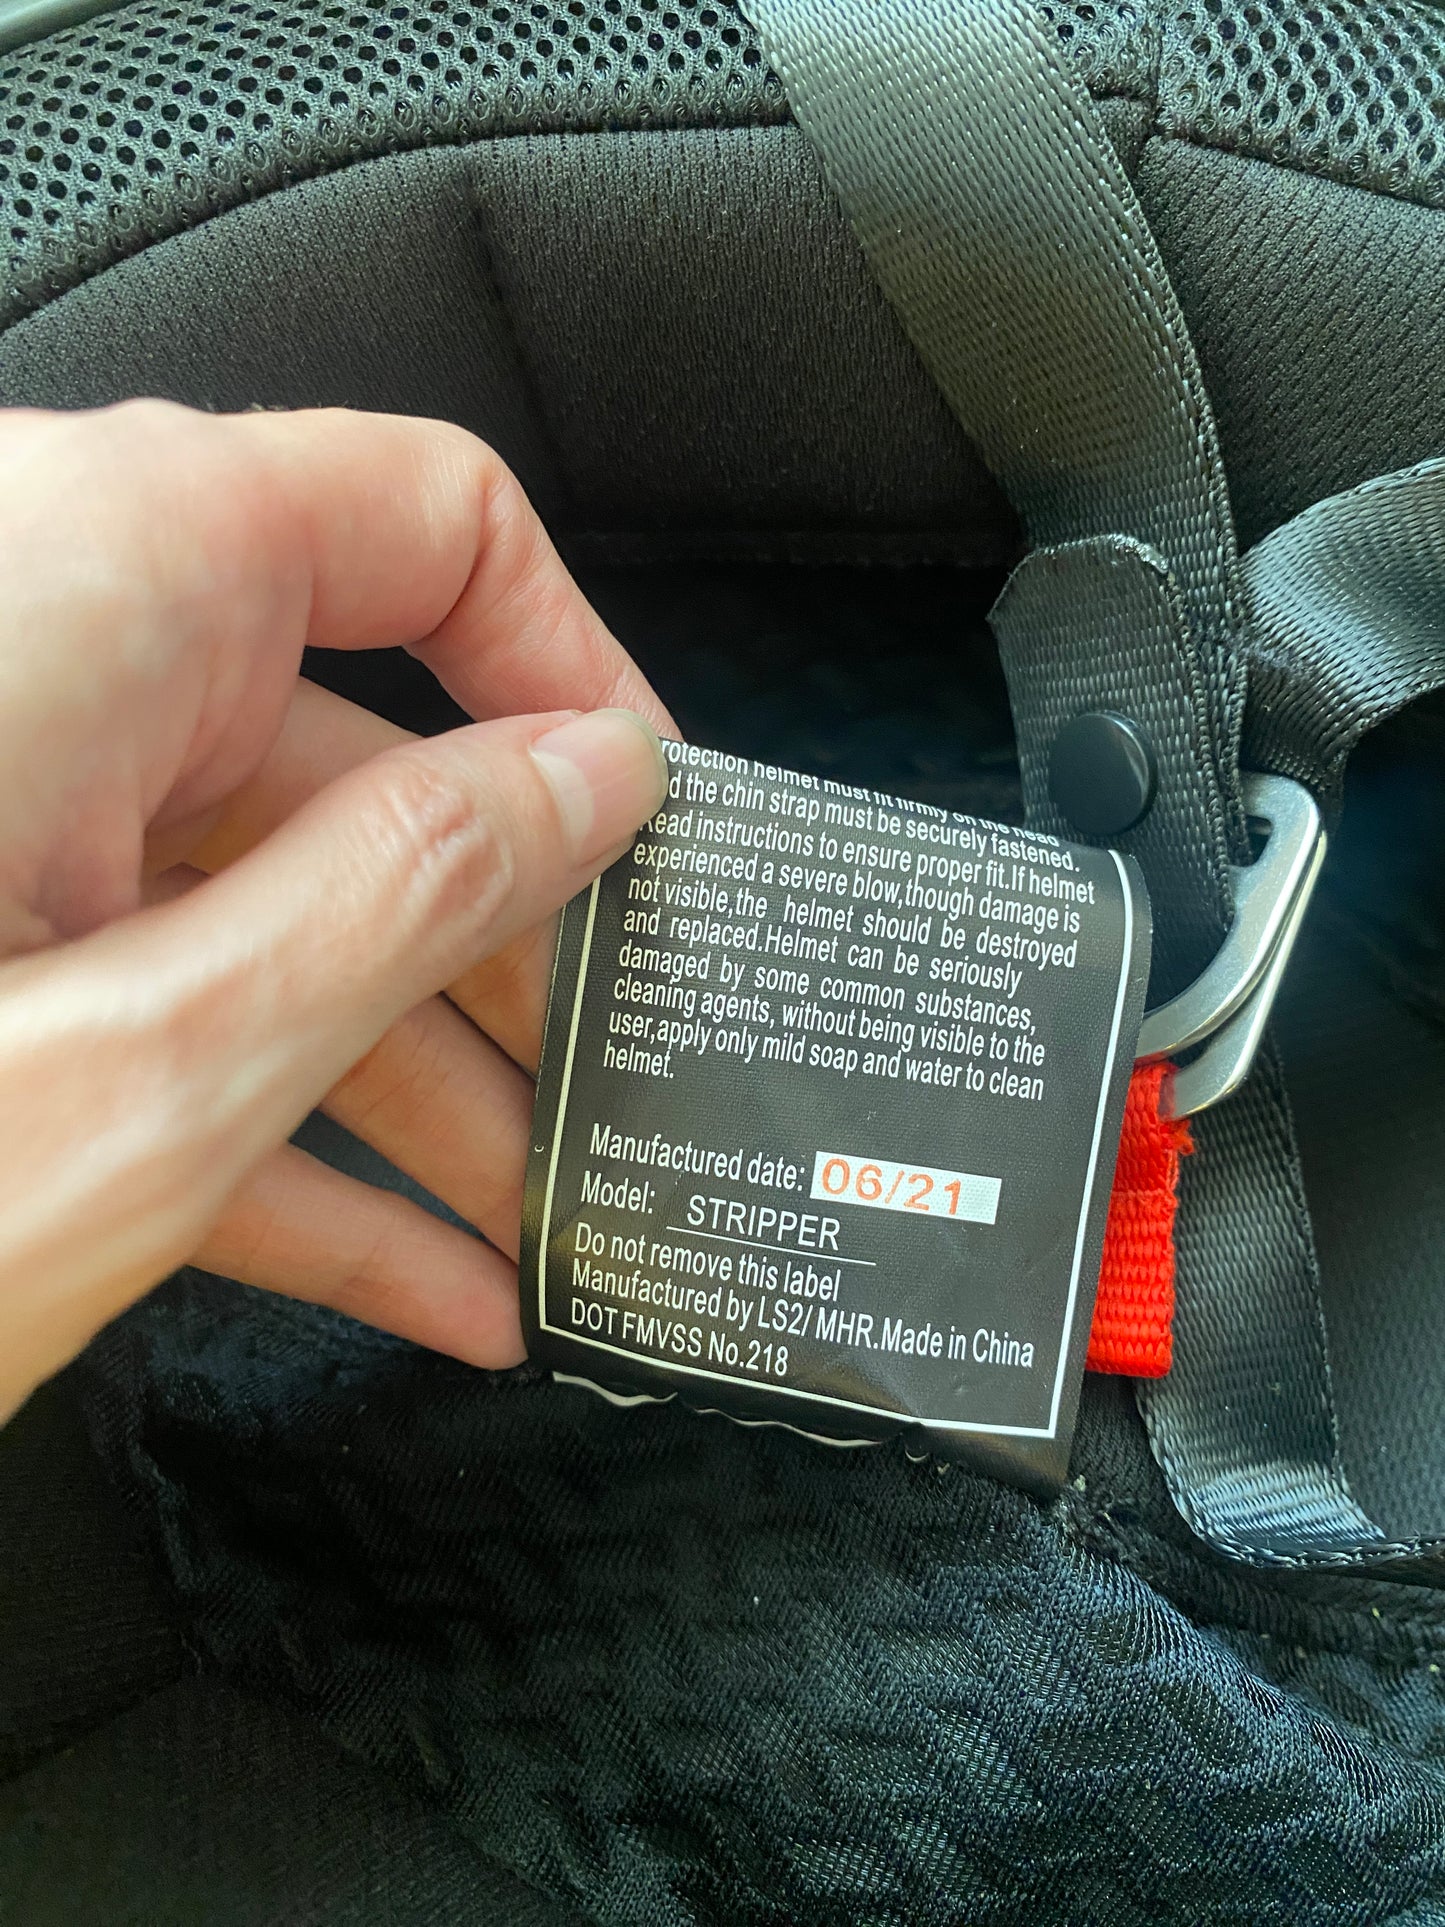 rotection helmet must fit firmly on the head
d the chin strap must be securely fastened.
Read instructions to ensure proper fit.If helmet
experienced a severe blow,though damage is
not visible,the helmet should be destroyed
and replaced.Helmet can be seriously
damaged by some common substances,
cleaning agents, without being visible to the
user,apply only mild soap and water to clean
helmet.
Manufactured date: 06/21
Model: STRIPPER
Do not remove this label
Manufactured by LS2/ MHR.Made in China
DOT FMVSS No.218